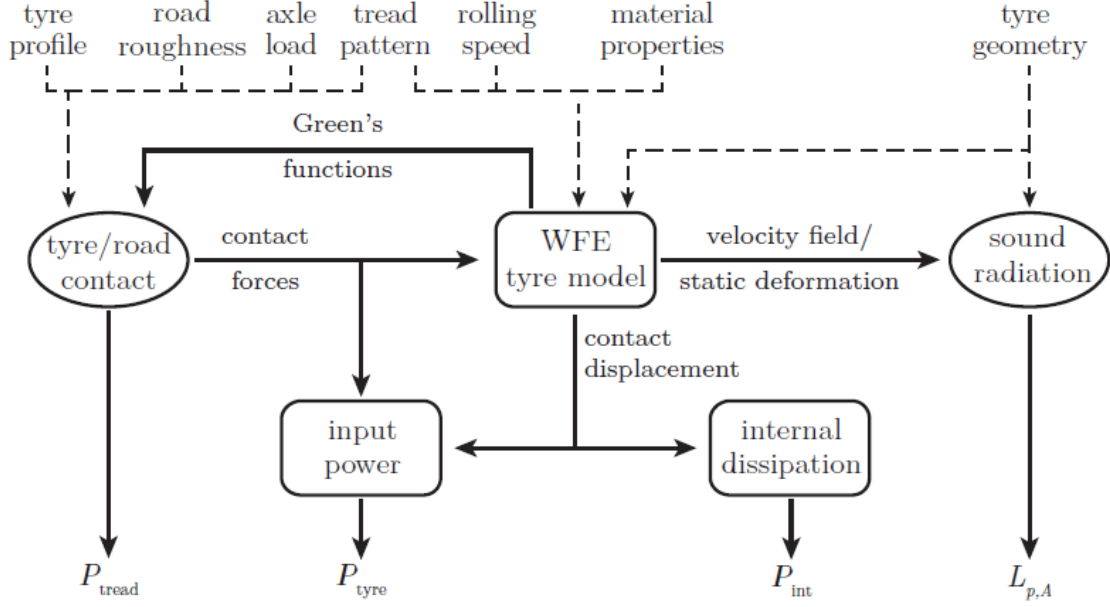 tyre profile
road roughness
axle load
tread pattern
rolling speed
material properties
tyre geometry
Green's
functions
tyre/road
contact
contact
forces
WFE
tyre model
velocity field/
static deformation
sound
radiation
contact
displacement
input
power
internal
dissipation
P_tread
P_tyre
P_int
L_p,A